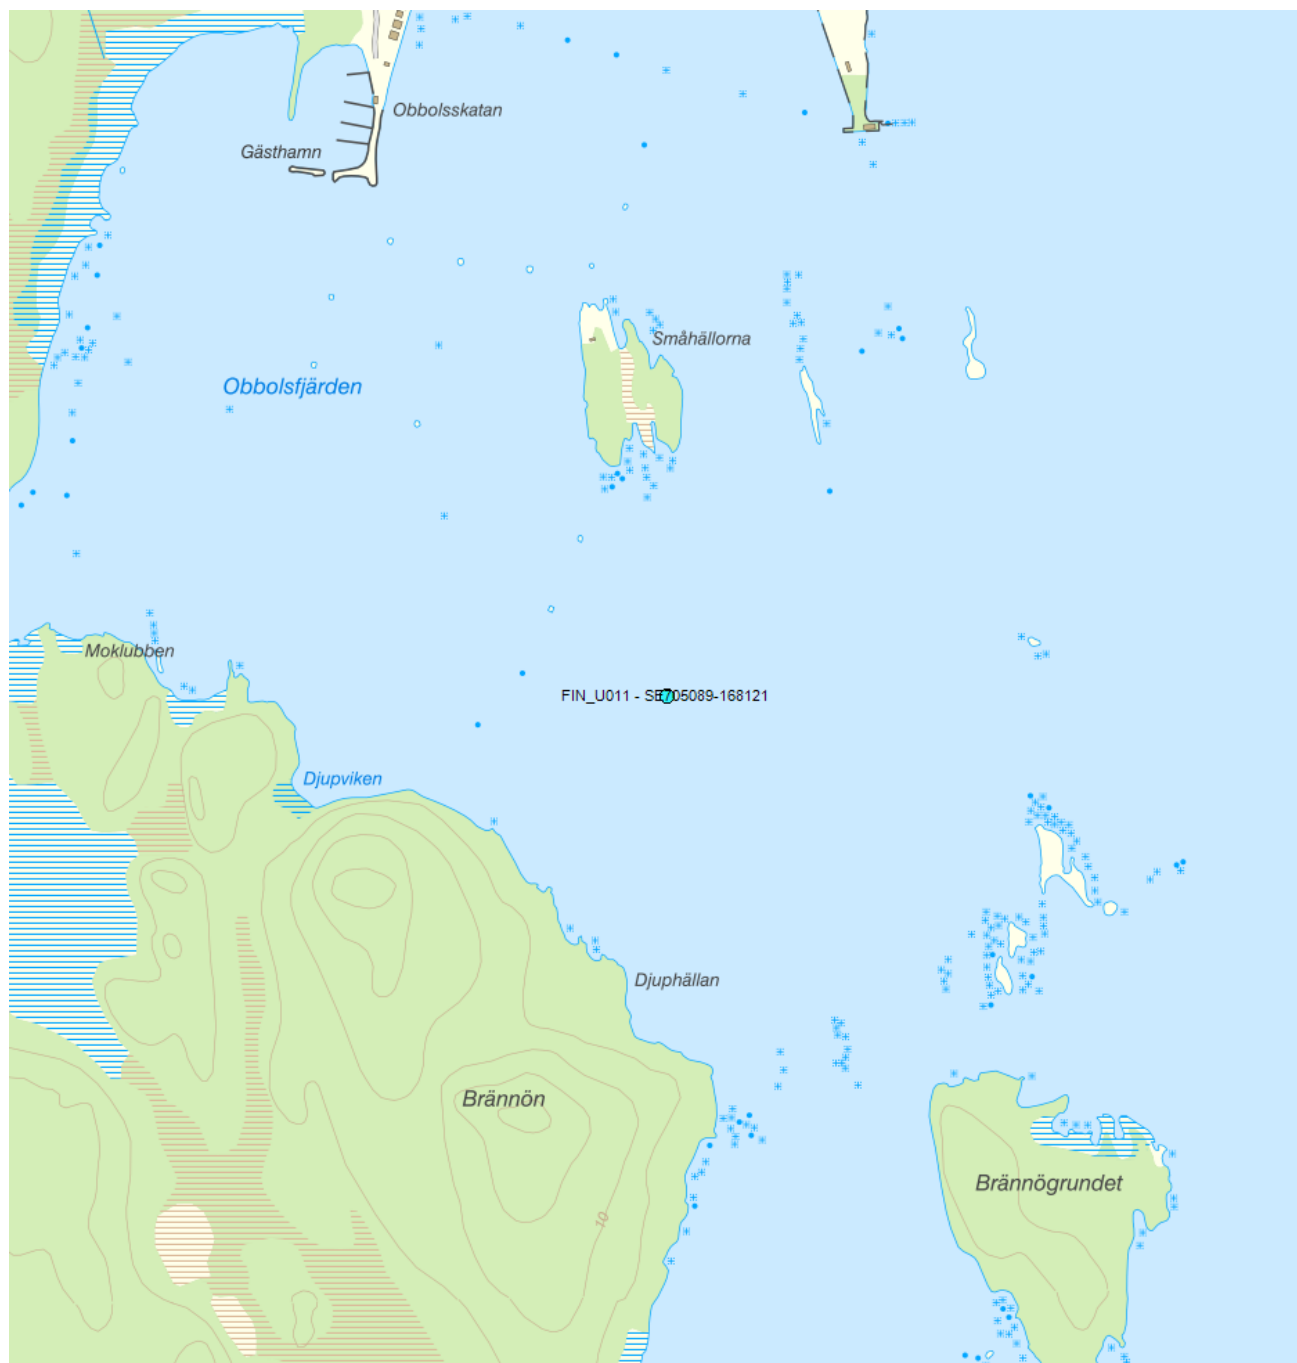 Obbolsskatan
Gästhamn
Småhällorna
Obbolsfjärden
Moklubben
FIN_U011 - SE705089-168121
Djupviken
Djuphällan
Brännön
Brännögrundet
10